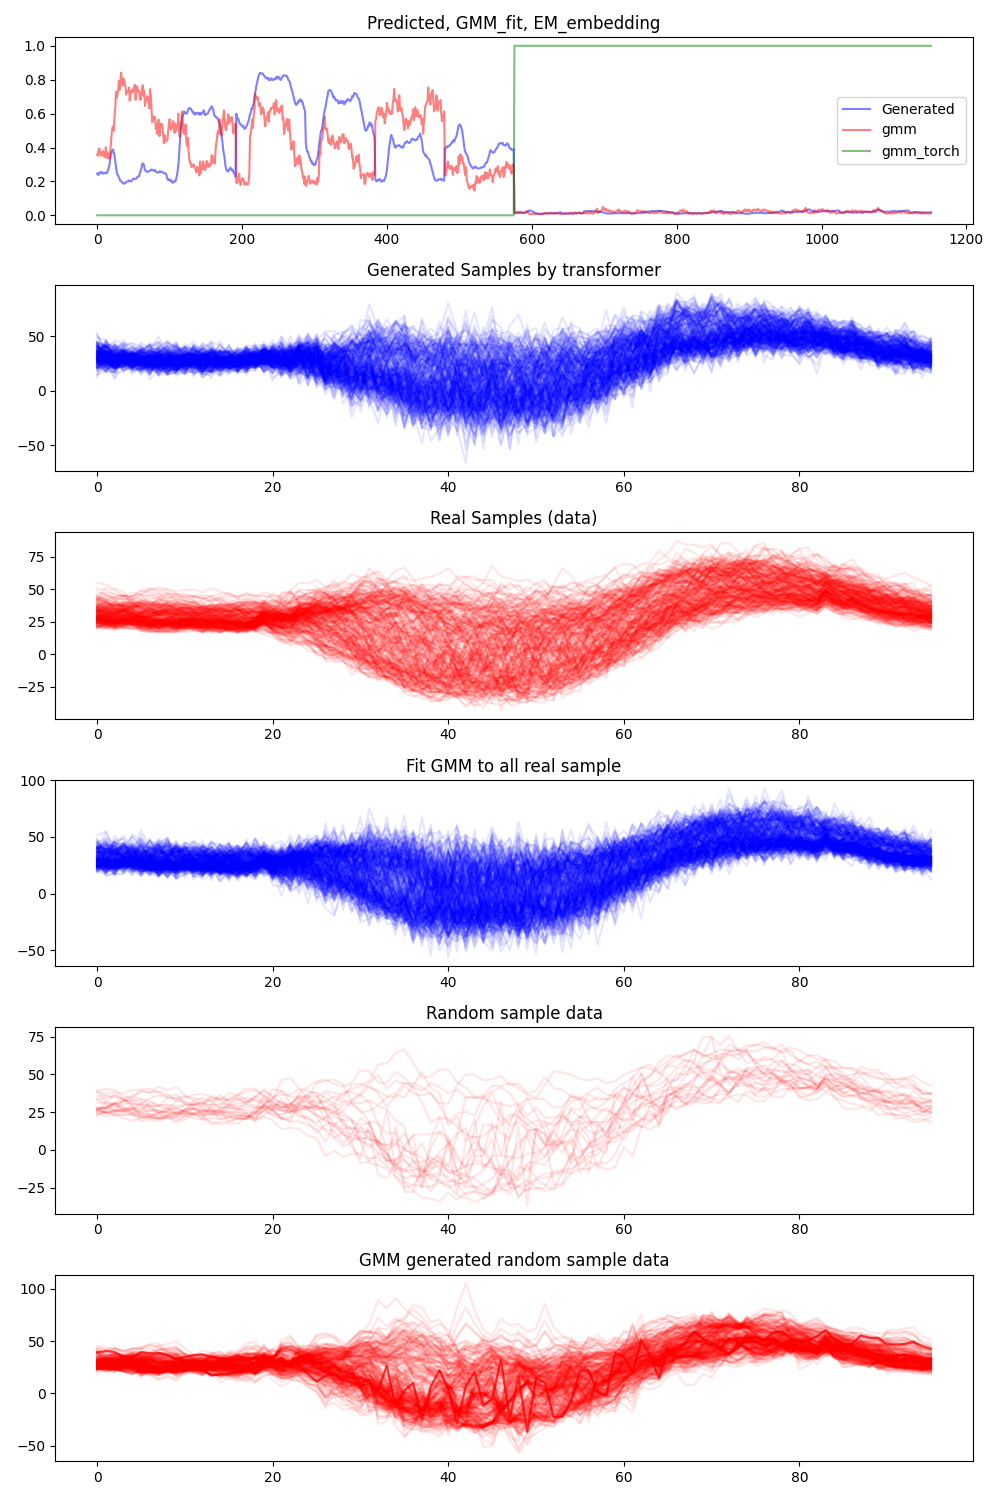 Predicted, GMM_fit, EM_embedding
1.0
0.8
0.6
0.4
0.2
0.0
Generated
gmm
gmm_torch
0 200 400 600 800 1000 1200
Generated Samples by transformer
50
0
−50
0 20 40 60 80
Real Samples (data)
75
50
25
0
−25
0 20 40 60 80
Fit GMM to all real sample
100
50
0
−50
0 20 40 60 80
Random sample data
75
50
25
0
−25
0 20 40 60 80
GMM generated random sample data
100
50
0
−50
0 20 40 60 80